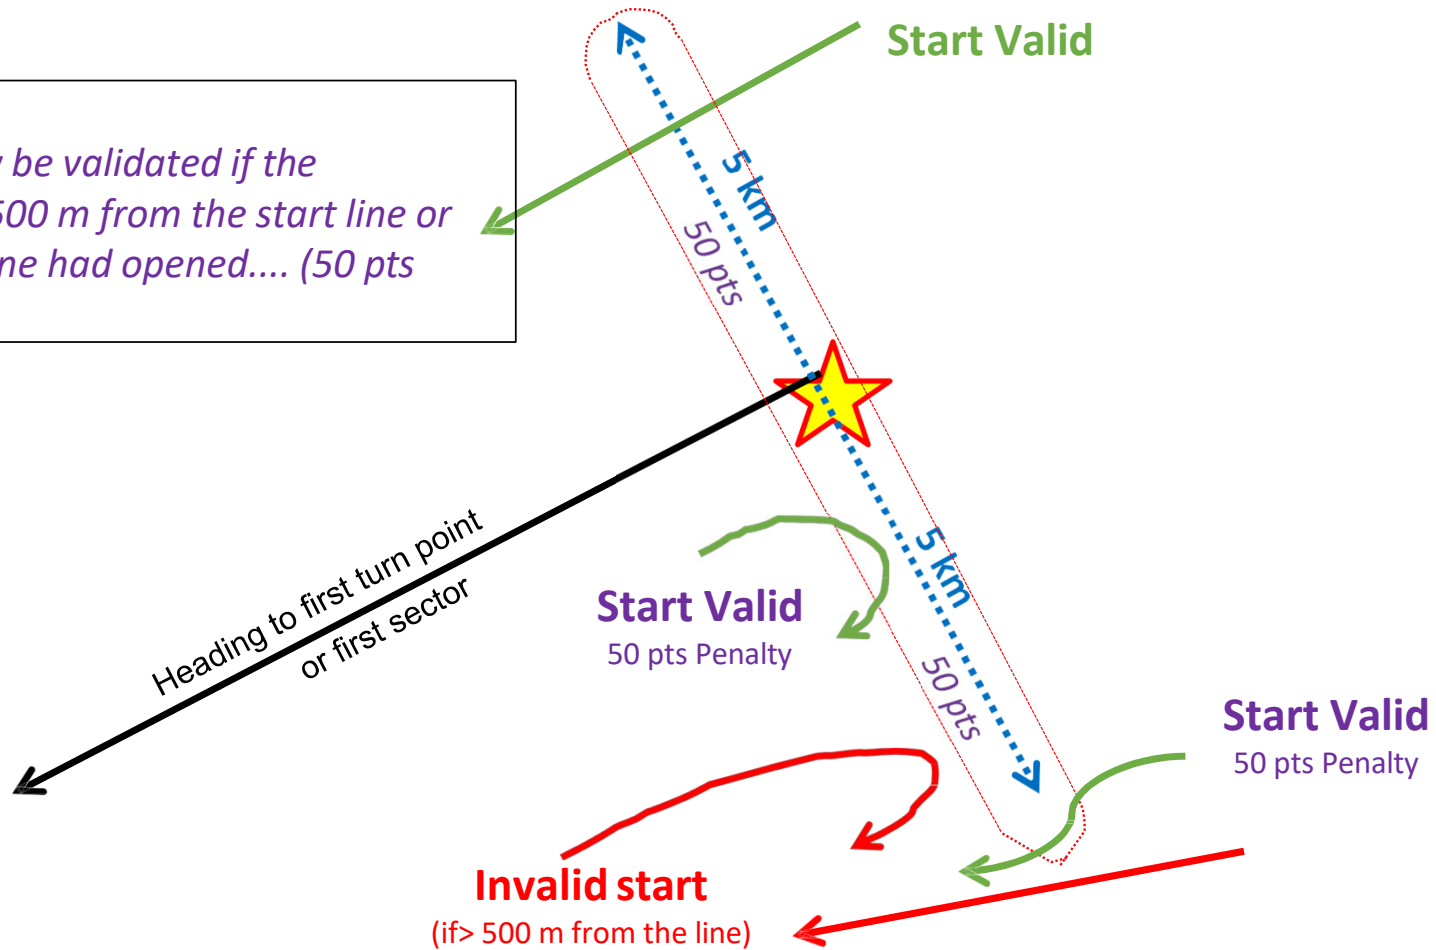 Start Valid
be validated if the
500 m from the start line or
ne had opened.... (50 pts
5 km
50 pts
Heading to first turn point
or first sector
5 km
Start Valid
50 pts Penalty
50 pts
Start Valid
50 pts Penalty
Invalid start
(if> 500 m from the line)